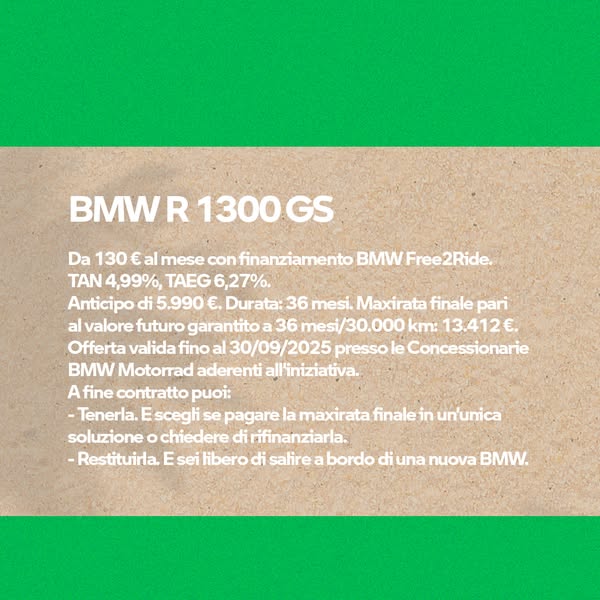 BMW R 1300 GS
Da 130 € al mese con finanziamento BMW Free2Ride.
TAN 4,99%, TAEG 6,27%.
Anticipo di 5.990 €. Durata: 36 mesi. Maxirata finale pari
al valore futuro garantito a 36 mesi/30.000 km: 13.412 €.
Offerta valida fino al 30/09/2025 presso le Concessionarie
BMW Motorrad aderenti all'iniziativa.
A fine contratto puoi:
- Tenerla. E scegli se pagare la maxirata finale in un'unica
soluzione o chiedere di rifinanziarla.
- Restituirla. E sei libero di salire a bordo di una nuova BMW.